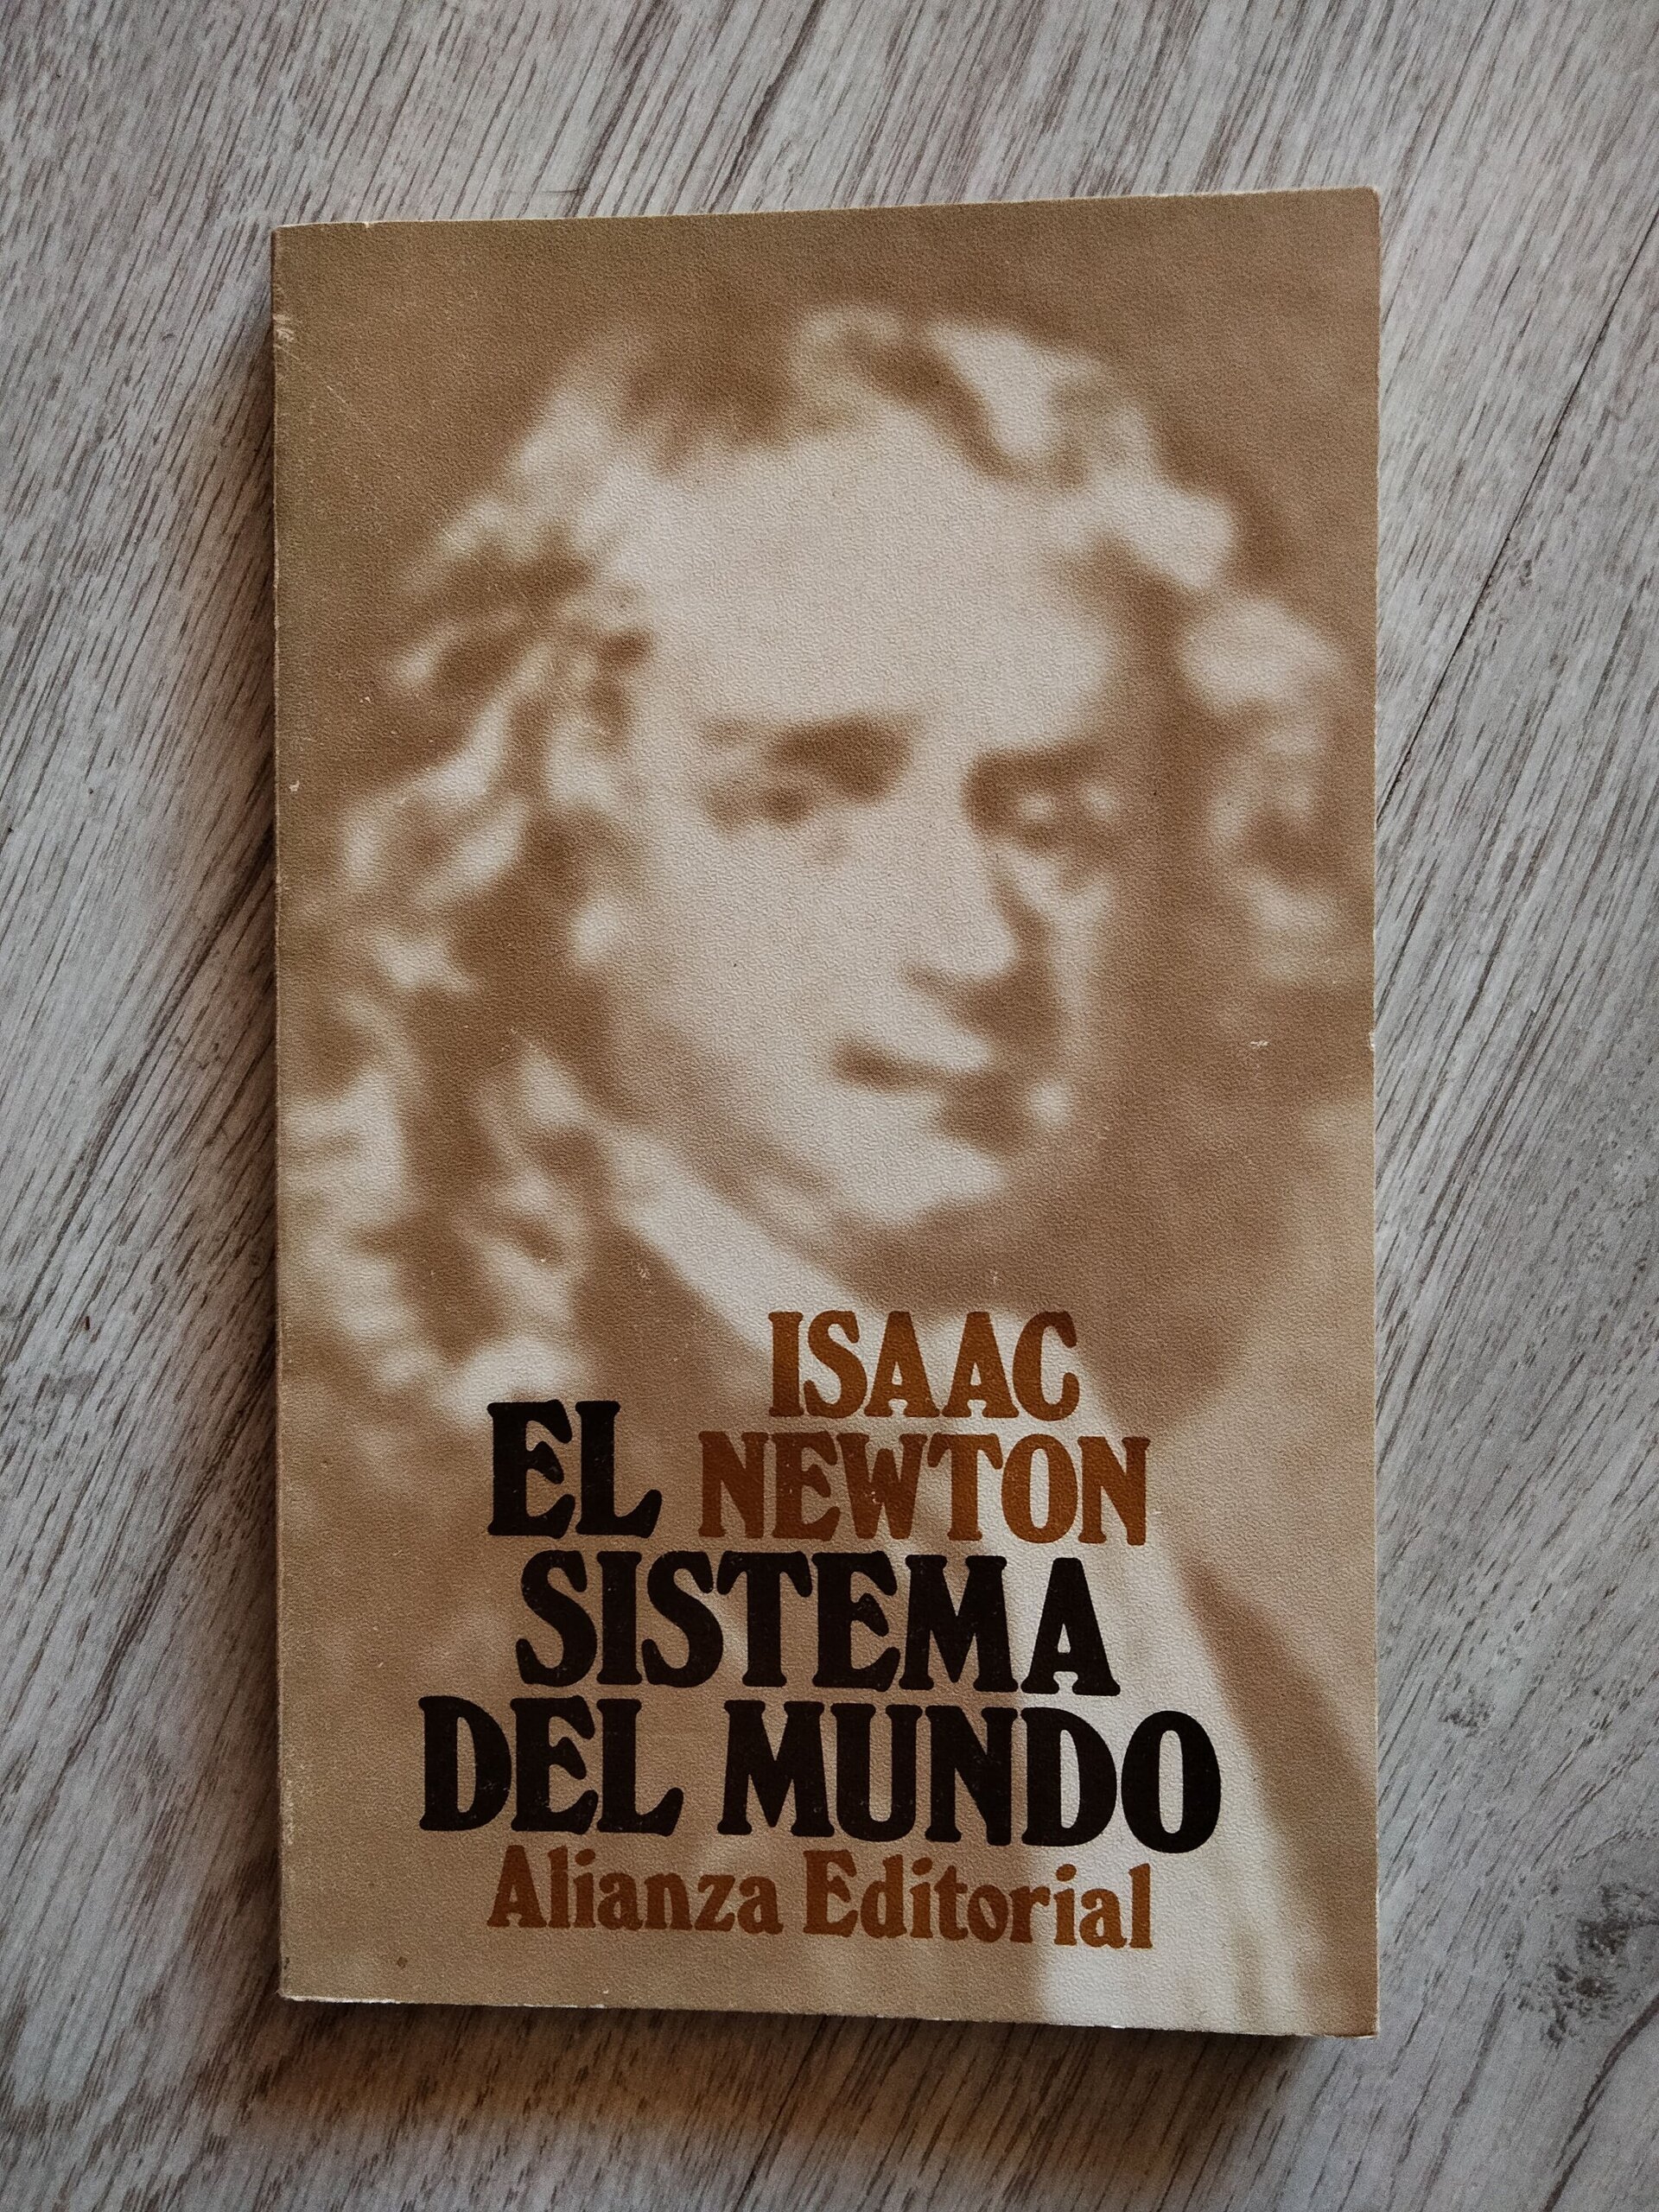 ISAAC
EL NEWTON
SISTEMA
DEL MUNDO
Alianza Editorial